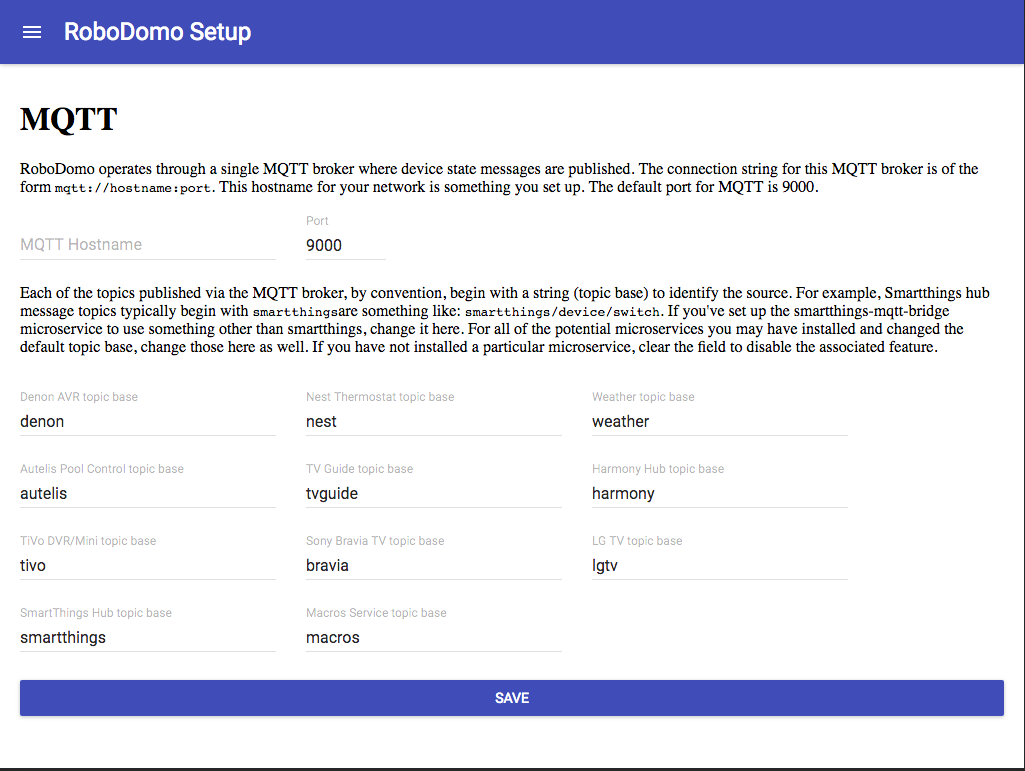 RoboDomo Setup
MQTT
RoboDomo operates through a single MQTT broker where device state messages are published. The connection string for this MQTT broker is of the
form mqtt://hostname:port. This hostname for your network is something you set up. The default port for MQTT is 9000.
Port
MQTT Hostname 9000
Each of the topics published via the MQTT broker, by convention, begin with a string (topic base) to identify the source. For example, Smartthings hub
message topics typically begin with smartthingsare something like: smartthings/device/switch. If you've set up the smartthings-mqtt-bridge
microservice to use something other than smartthings, change it here. For all of the potential microservices you may have installed and changed the
default topic base, change those here as well. If you have not installed a particular microservice, clear the field to disable the associated feature.
Denon AVR topic base Nest Thermostat topic base Weather topic base
denon nest weather
Autelis Pool Control topic base TV Guide topic base Harmony Hub topic base
autelis tvguide harmony
TiVo DVR/Mini topic base Sony Bravia TV topic base LG TV topic base
tivo bravia lgtv
SmartThings Hub topic base Macros Service topic base
smartthings macros
SAVE